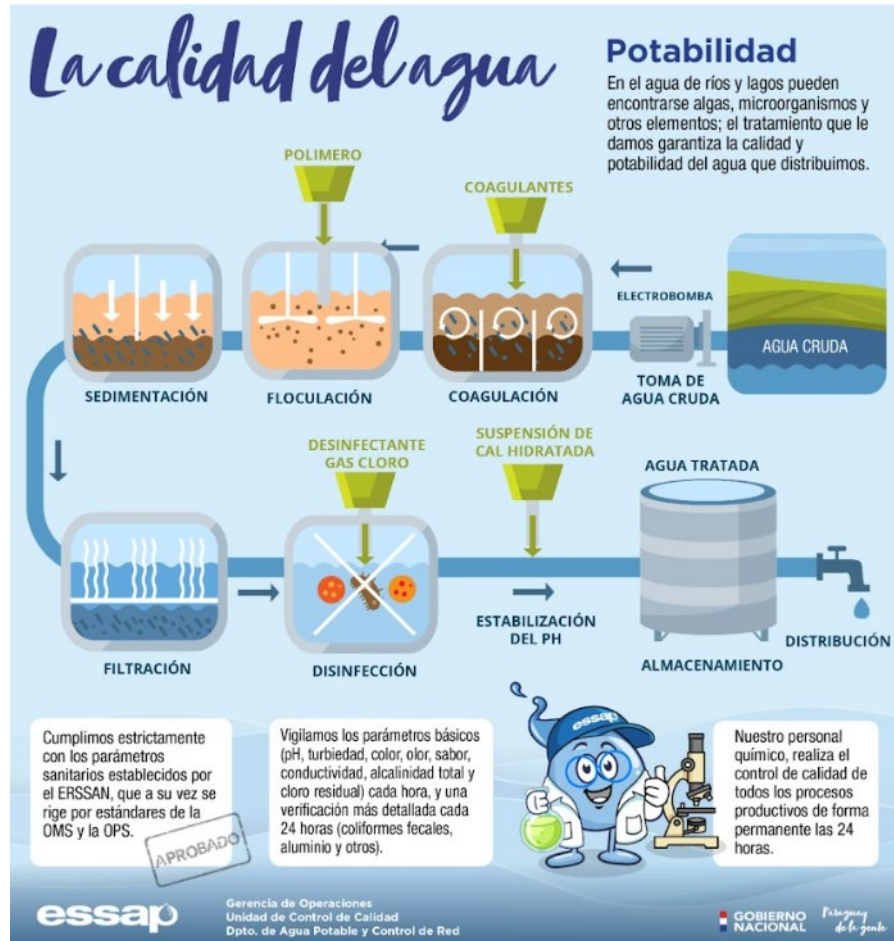 La calidad del agua
Potabilidad
En el agua de ríos y lagos pueden
encontrarse algas, microorganismos y
otros elementos; el tratamiento que le
damos garantiza la calidad y
potabilidad del agua que distribuimos.
POLIMERO
COAGULANTES
ELECTROBOMBA
AGUA CRUDA
SEDIMENTACIÓN
FLOCULACIÓN
COAGULACIÓN
TOMA DE
AGUA CRUDA
DESINFECTANTE
GAS CLORO
SUSPENSIÓN DE
CAL HIDRATADA
AGUA TRATADA
FILTRACIÓN
DISINFECCIÓN
ESTABILIZACIÓN
DEL PH
ALMACENAMIENTO
DISTRIBUCIÓN
Cumplimos estrictamente
con los parámetros
sanitarios establecidos por
el ERSSAN, que a su vez se
rige por estándares de la
OMS y la OPS.
APROBADO
Vigilamos los parámetros básicos
(pH, turbiedad, color, olor, sabor,
conductividad, alcalinidad total y
cloro residual) cada hora, y una
verificación más detallada cada
24 horas (coliformes fecales,
aluminio y otros).
essap
Nuestro personal
químico, realiza el
control de calidad de
todos los procesos
productivos de forma
permanente las 24
horas.
essap
Gerencia de Operaciones
Unidad de Control de Calidad
Dpto. de Agua Potable y Control de Red
GOBIERNO
NACIONAL
Paraguay
de la gente